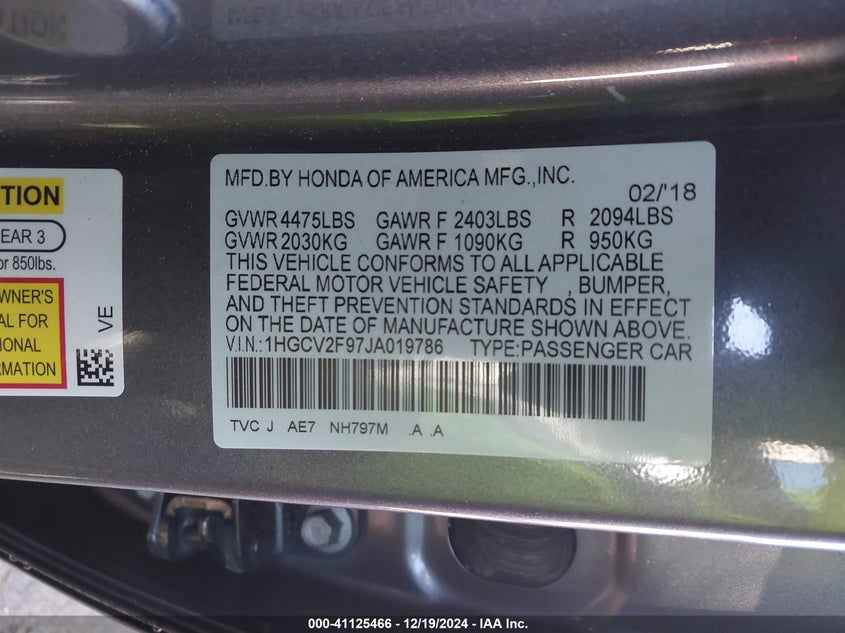 MFD.BY HONDA OF AMERICA MFG.,INC.
02/'18
GVWR 4475LBS GAWR F 2403LBS R 2094LBS
GVWR 2030KG GAWR F 1090KG R 950KG
THIS VEHICLE CONFORMS TO ALL APPLICABLE
FEDERAL MOTOR VEHICLE SAFETY , BUMPER,
AND THEFT PREVENTION STANDARDS IN EFFECT
ON THE DATE OF MANUFACTURE SHOWN ABOVE.
V.I.N.:1HGCV2F97JA019786 TYPE:PASSENGER CAR
TVC J AE7 NH797M .A .A
EAR 3
or 850lbs.
WNER'S
AL FOR
IONAL
RMATION
VE
000-41125466 - 12/19/2024 - IAA Inc.